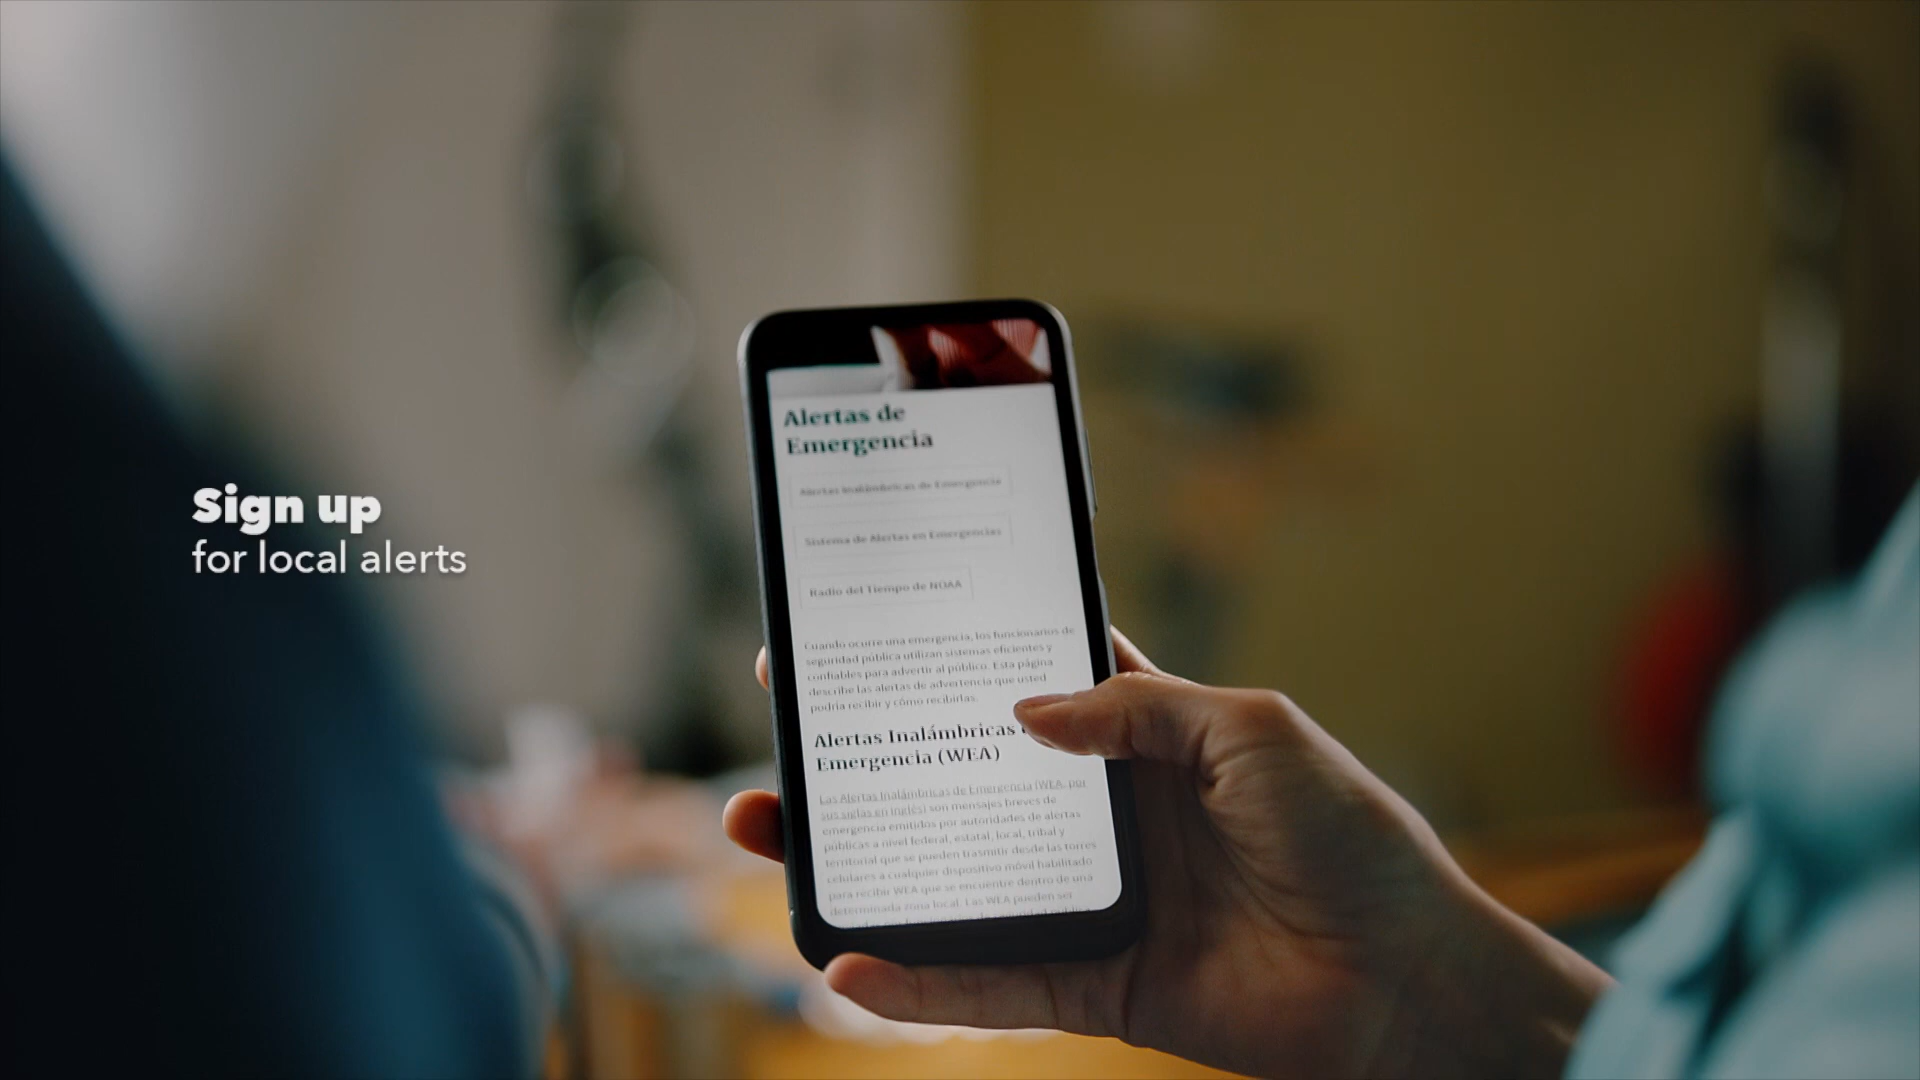 Sign up
for local alerts
Alertas de
Emergencia
Alertas Inalámbricas de Emergencia
Sistema de Alertas en Emergencias
Radio del Tiempo de NOAA
Cuando ocurre una emergencia, los funcionarios de
seguridad pública utilizan sistemas eficientes y
confiables para advertir al público. Esta página
describe las alertas de advertencia que usted
podría recibir y cómo recibirlas.
Alertas Inalámbricas
Emergencia (WEA)
Las Alertas Inalámbricas de Emergencia (WEA, por
sus siglas en inglés) son mensajes breves de
emergencia emitidos por autoridades de alertas
públicas a nivel federal, estatal, local, tribal y
territorial que se pueden trasmitir desde las torres
celulares a cualquier dispositivo móvil habilitado
para recibir WEA que se encuentre dentro de una
determinada zona local. Las WEA pueden ser